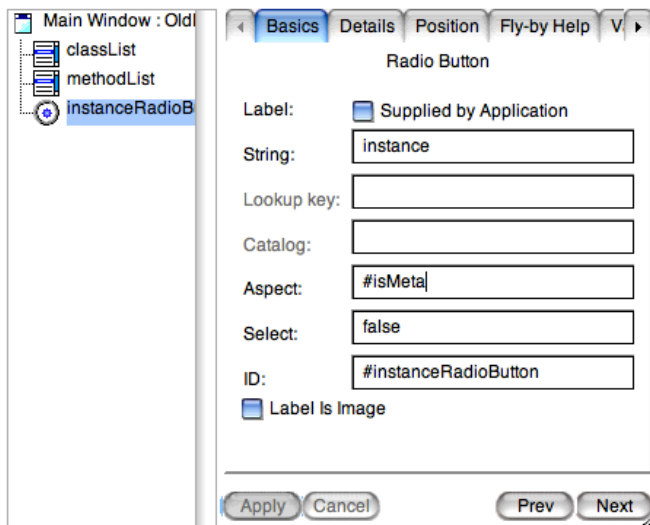 Main Window : Old
classList
methodList
instanceRadioB
Basics Details Position Fly-by Help V
Radio Button
Label: Supplied by Application
String: instance
Lookup key:
Catalog:
Aspect: #isMeta
Select: false
ID: #instanceRadioButton
Label Is Image
Apply Cancel Prev Next